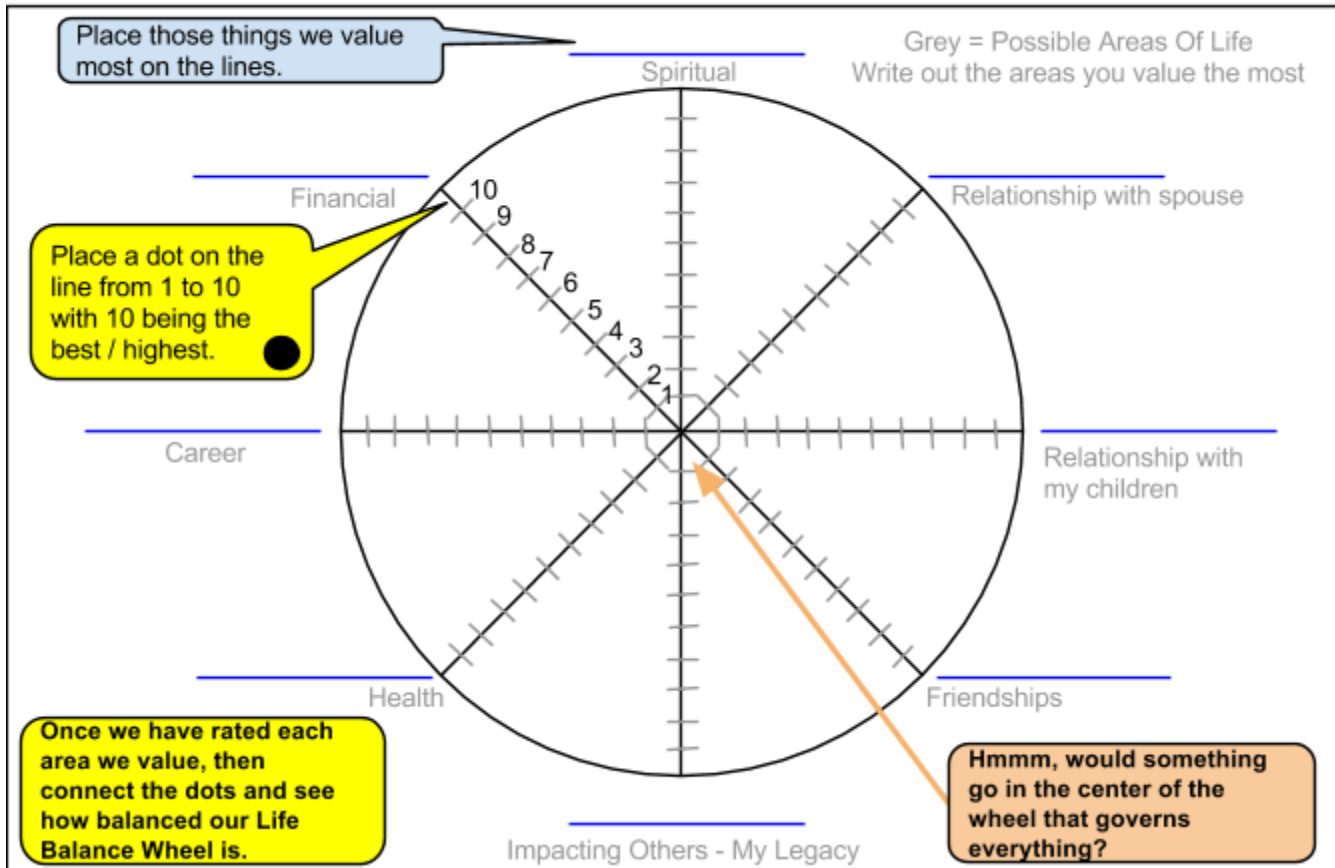 Place those things we value
most on the lines.
Grey = Possible Areas Of Life
Write out the areas you value the most
Spiritual
Financial
Relationship with spouse
10
9
8
7
6
5
4
3
2
1
Place a dot on the
line from 1 to 10
with 10 being the
best / highest.
Career
Relationship with
my children
Health
Friendships
Once we have rated each
area we value, then
connect the dots and see
how balanced our Life
Balance Wheel is.
Hmmm, would something
go in the center of the
wheel that governs
everything?
Impacting Others - My Legacy